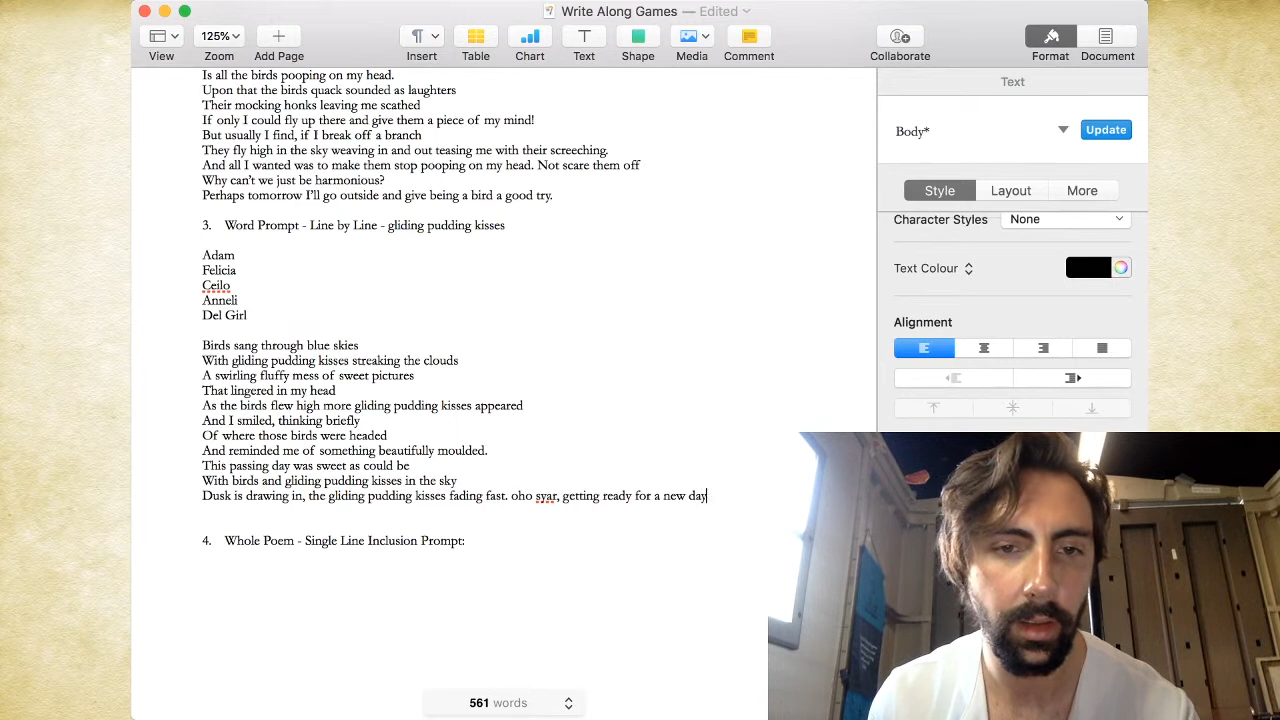 Write Along Games — Edited
125%
View
Zoom
Add Page
Insert
Table
Chart
Text
Shape
Media
Comment
Collaborate
Format
Document
Is all the birds pooping on my head.
Upon that the birds quack sounded as laughters
Their mocking honks leaving me scathed
If only I could fly up there and give them a piece of my mind!
But usually I find, if I break off a branch
They fly high in the sky weaving in and out teasing me with their screeching.
And all I wanted was to make them stop pooping on my head. Not scare them off
Why can't we just be harmonious?
Perhaps tomorrow I'll go outside and give being a bird a good try.
3. Word Prompt - Line by Line - gliding pudding kisses
Adam
Felicia
Ceilo
Anneli
Del Girl
Birds sang through blue skies
With gliding pudding kisses streaking the clouds
A swirling fluffy mess of sweet pictures
That lingered in my head
As the birds flew high more gliding pudding kisses appeared
And I smiled, thinking briefly
Of where those birds were headed
And reminded me of something beautifully moulded.
This passing day was sweet as could be
With birds and gliding pudding kisses in the sky
Dusk is drawing in, the gliding pudding kisses fading fast. oho syar, getting ready for a new day
4. Whole Poem - Single Line Inclusion Prompt:
561 words
Text
Body*
Update
Style
Layout
More
Character Styles
None
Text Colour
Alignment